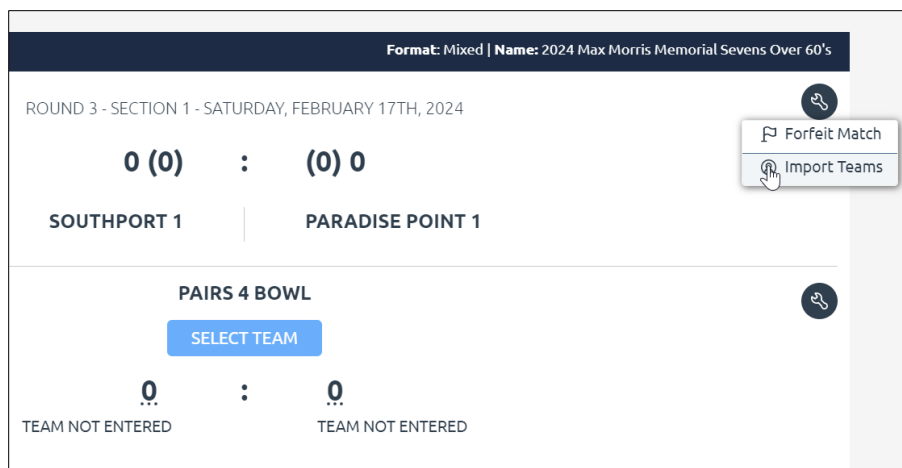 Format: Mixed | Name: 2024 Max Morris Memorial Sevens Over 60's
ROUND 3 - SECTION 1 - SATURDAY, FEBRUARY 17TH, 2024
Forfeit Match
Import Teams
0 (0) : (0) 0
SOUTHPORT 1 PARADISE POINT 1
PAIRS 4 BOWL
SELECT TEAM
0 : 0
TEAM NOT ENTERED TEAM NOT ENTERED